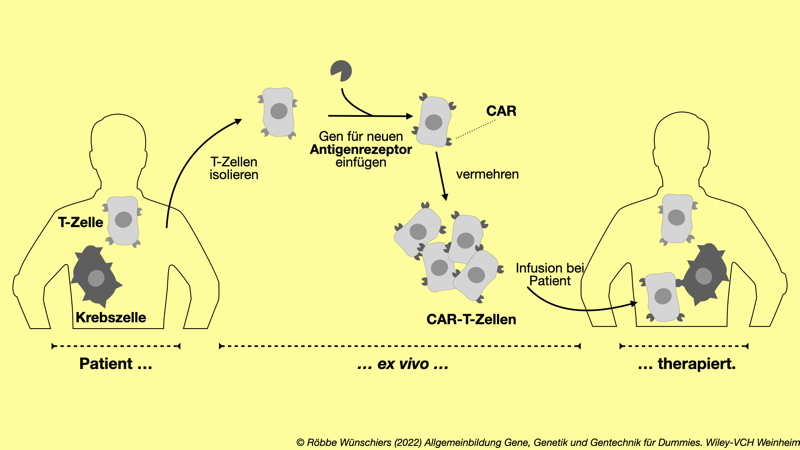 Gen für neuen
Antigenrezeptor
einfügen
CAR
T-Zellen
isolieren
vermehren
T-Zelle
Krebszelle
CAR-T-Zellen
Infusion bei
Patient
Patient …
… ex vivo …
… therapiert.
© Röbbe Wünschiers (2022) Allgemeinbildung Gene, Genetik und Gentechnik für Dummies. Wiley-VCH Weinheim